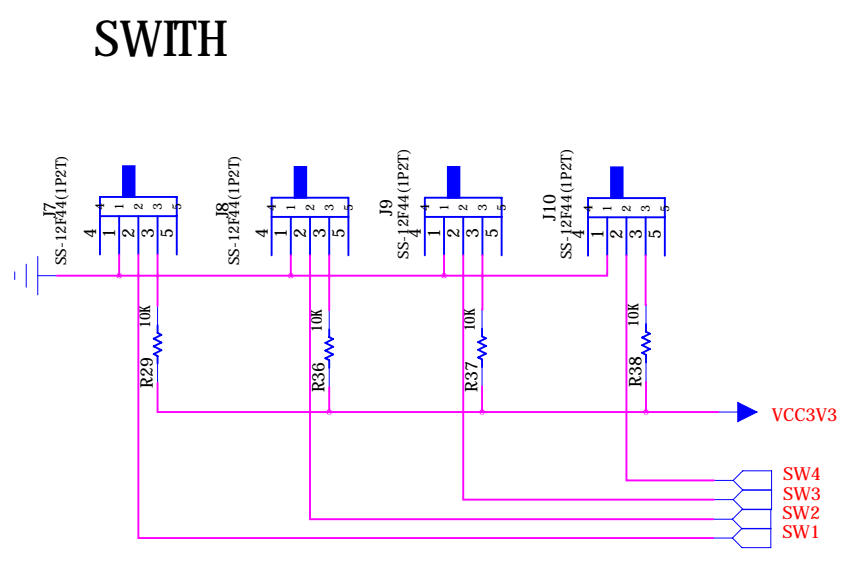 SWITH
J7
SS-12F44(1P2T)
4 1 2 3 5
4 1 2 3 5
J8
SS-12F44(1P2T)
4 1 2 3 5
4 1 2 3 5
J9
SS-12F44(1P2T)
4 1 2 3 5
4 1 2 3 5
J10
SS-12F44(1P2T)
4 1 2 3 5
4 1 2 3 5
R29
10K
R36
10K
R37
10K
R38
10K
VCC3V3
SW4
SW3
SW2
SW1